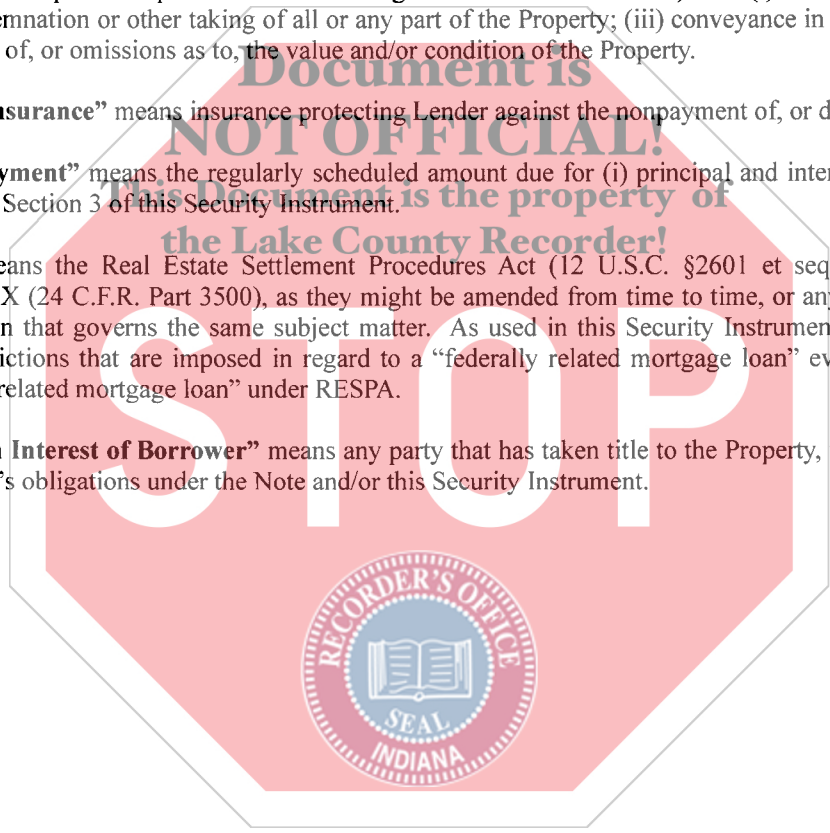 demnation or other taking of all or any part of the Property; (iii) conveyance in
of, or omissions as to, the value and/or condition of the Property.
Document is
nsurance” means insurance protecting Lender against the nonpayment of, or d
NOT OFFICIAL!
yment” means the regularly scheduled amount due for (i) principal and inter
This Document is the property of
Section 3 of this Security Instrument.
the Lake County Recorder!
eans the Real Estate Settlement Procedures Act (12 U.S.C. §2601 et seq
X (24 C.F.R. Part 3500), as they might be amended from time to time, or any
n that governs the same subject matter. As used in this Security Instrumen
ictions that are imposed in regard to a “federally related mortgage loan” ev
related mortgage loan” under RESPA.
STOP
Interest of Borrower” means any party that has taken title to the Property,
’s obligations under the Note and/or this Security Instrument.
RECORDER'S OFFICE
SEAL
INDIANA